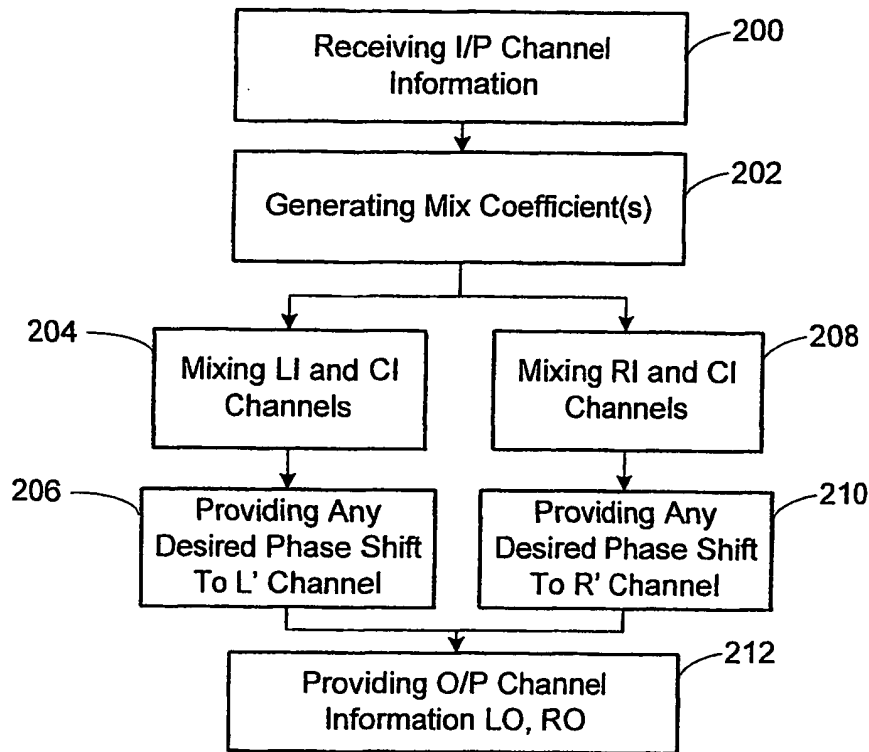 Receiving I/P Channel
Information
200
Generating Mix Coefficient(s)
202
204
Mixing LI and CI
Channels
Mixing RI and CI
Channels
208
206
Providing Any
Desired Phase Shift
To L' Channel
Providing Any
Desired Phase Shift
To R' Channel
210
Providing O/P Channel
Information LO, RO
212